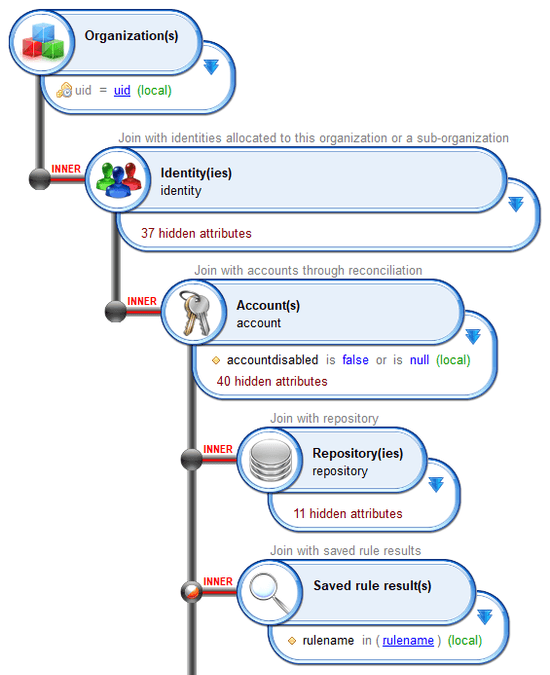 Organization(s)
uid = uid (local)
Join with identities allocated to this organization or a sub-organization
INNER
Identity(ies)
identity
37 hidden attributes
Join with accounts through reconciliation
INNER
Account(s)
account
accountdisabled is false or is null (local)
40 hidden attributes
Join with repository
INNER
Repository(ies)
repository
11 hidden attributes
Join with saved rule results
INNER
Saved rule result(s)
rulename in ( rulename ) (local)